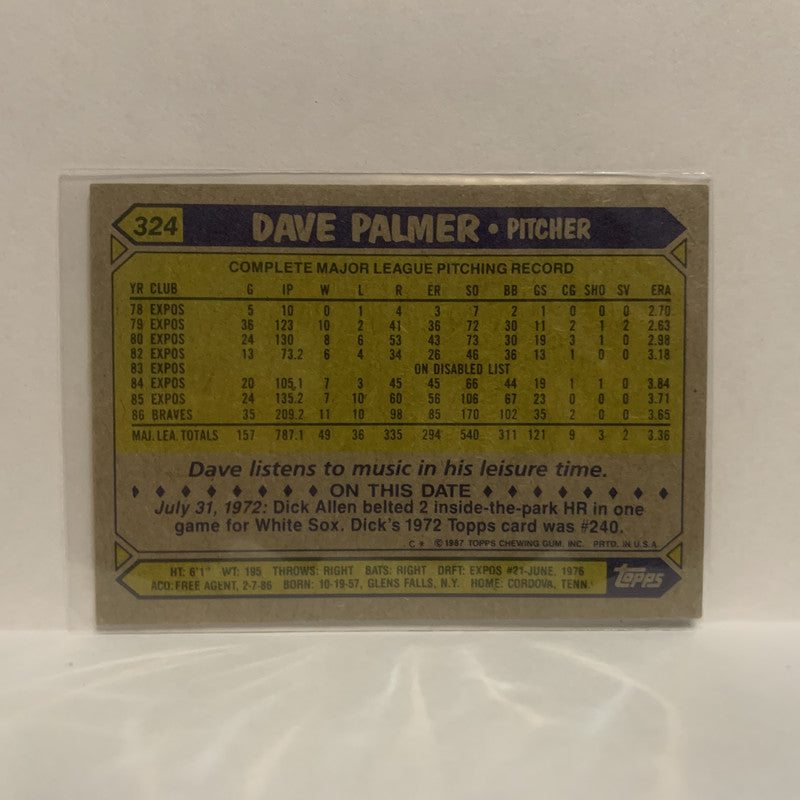 324 DAVE PALMER • PITCHER
COMPLETE MAJOR LEAGUE PITCHING RECORD
YR CLUB G IP W L R ER SO BB GS CG SHO SV ERA
78 EXPOS 5 10 0 1 4 3 7 2 1 0 0 0 2.70
79 EXPOS 36 123 10 2 41 36 72 30 11 2 1 2 2.63
80 EXPOS 24 130 8 6 53 43 73 30 19 3 1 0 2.98
82 EXPOS 13 73.2 6 4 34 26 46 36 13 1 0 0 3.18
83 EXPOS ON DISABLED LIST
84 EXPOS 20 105.1 7 3 45 45 66 44 19 1 1 0 3.84
85 EXPOS 24 135.2 7 10 60 56 106 67 23 0 0 0 3.71
86 BRAVES 35 209.2 11 10 98 85 170 102 35 2 0 0 3.65
MAJ. LEA. TOTALS 157 787.1 49 36 335 294 540 311 121 9 3 2 3.36
Dave listens to music in his leisure time.
♦ ♦ ♦ ♦ ♦ ♦ ♦ ♦ ♦ ON THIS DATE ♦ ♦ ♦ ♦ ♦ ♦ ♦ ♦ ♦
July 31, 1972: Dick Allen belted 2 inside-the-park HR in one
game for White Sox. Dick's 1972 Topps card was #240.
C* © 1987 TOPPS CHEWING GUM, INC. PRTD. IN U.S.A.
HT: 6'1" WT: 195 THROWS: RIGHT BATS: RIGHT DRFT: EXPOS #21-JUNE, 1976
ACQ: FREE AGENT, 2-7-86 BORN: 10-19-57, GLENS FALLS, N.Y. HOME: CORDOVA, TENN.
topps